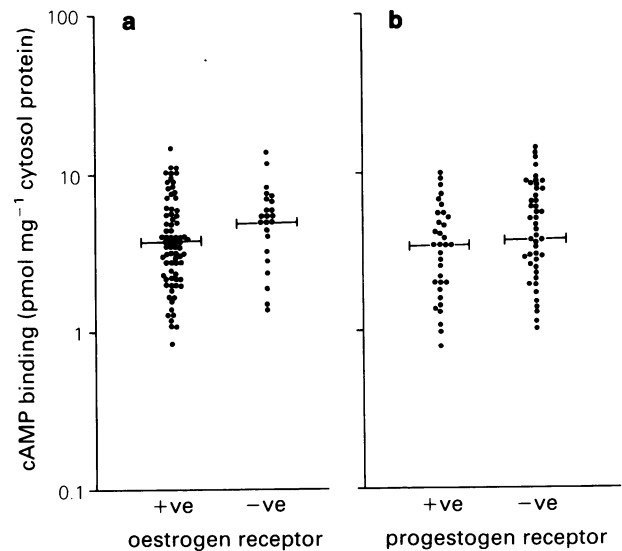 cAMP binding (pmol mg⁻¹ cytosol protein)
100
10
1
0.1
a
+ve −ve
oestrogen receptor
b
+ve −ve
progestogen receptor